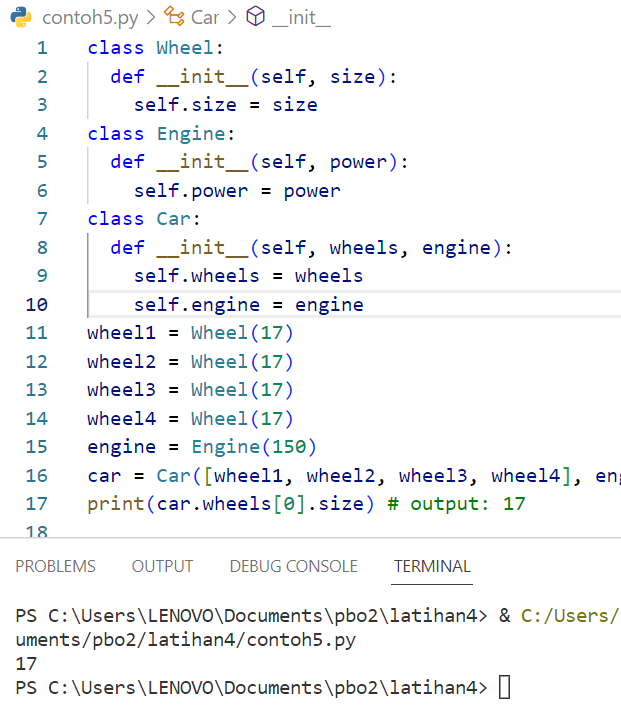 contoh5.py > Car > __init__
1 class Wheel:
2 def __init__(self, size):
3 self.size = size
4 class Engine:
5 def __init__(self, power):
6 self.power = power
7 class Car:
8 def __init__(self, wheels, engine):
9 self.wheels = wheels
10 self.engine = engine
11 wheel1 = Wheel(17)
12 wheel2 = Wheel(17)
13 wheel3 = Wheel(17)
14 wheel4 = Wheel(17)
15 engine = Engine(150)
16 car = Car([wheel1, wheel2, wheel3, wheel4], eng
17 print(car.wheels[0].size) # output: 17
18
PROBLEMS OUTPUT DEBUG CONSOLE TERMINAL
PS C:\Users\LENOVO\Documents\pbo2\latihan4> & C:/Users/
uments/pbo2/latihan4/contoh5.py
17
PS C:\Users\LENOVO\Documents\pbo2\latihan4>